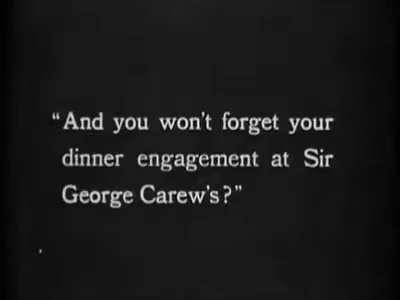 “And you won't forget your
dinner engagement at Sir
George Carew's?”